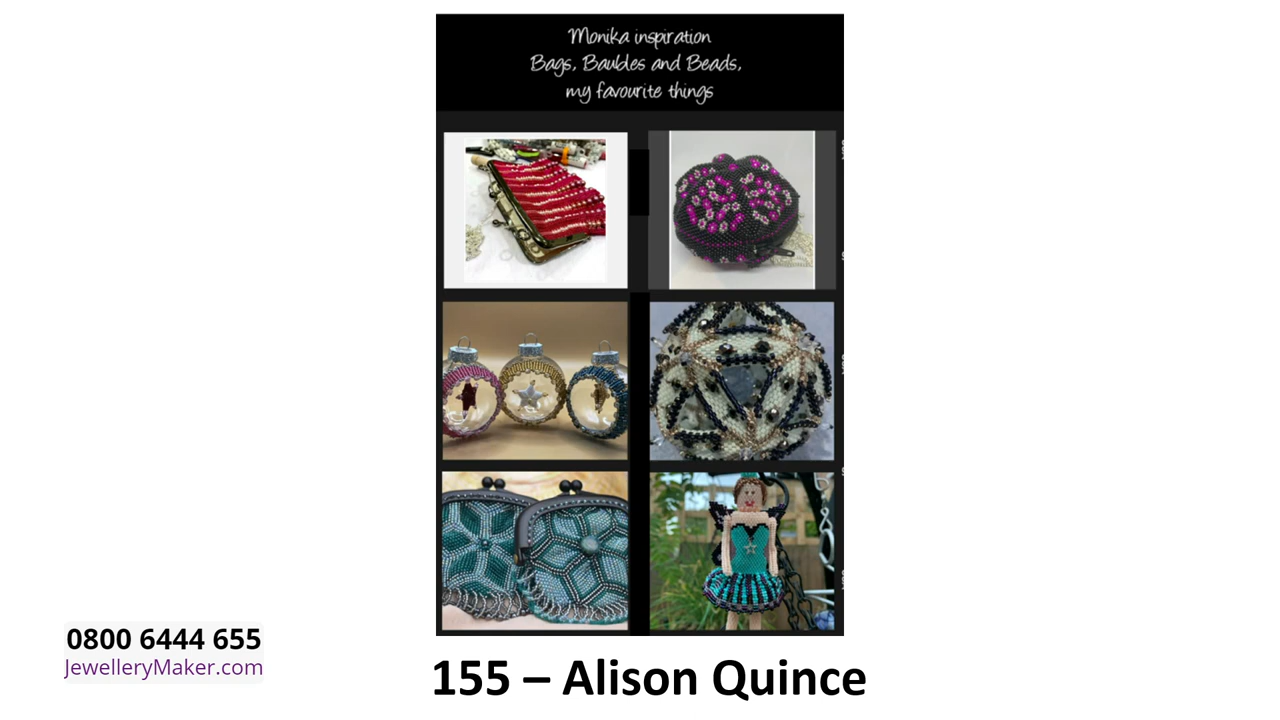 Monika inspiration
Bags, Baubles and Beads,
my favourite things
0800 6444 655
JewelleryMaker.com
155 – Alison Quince